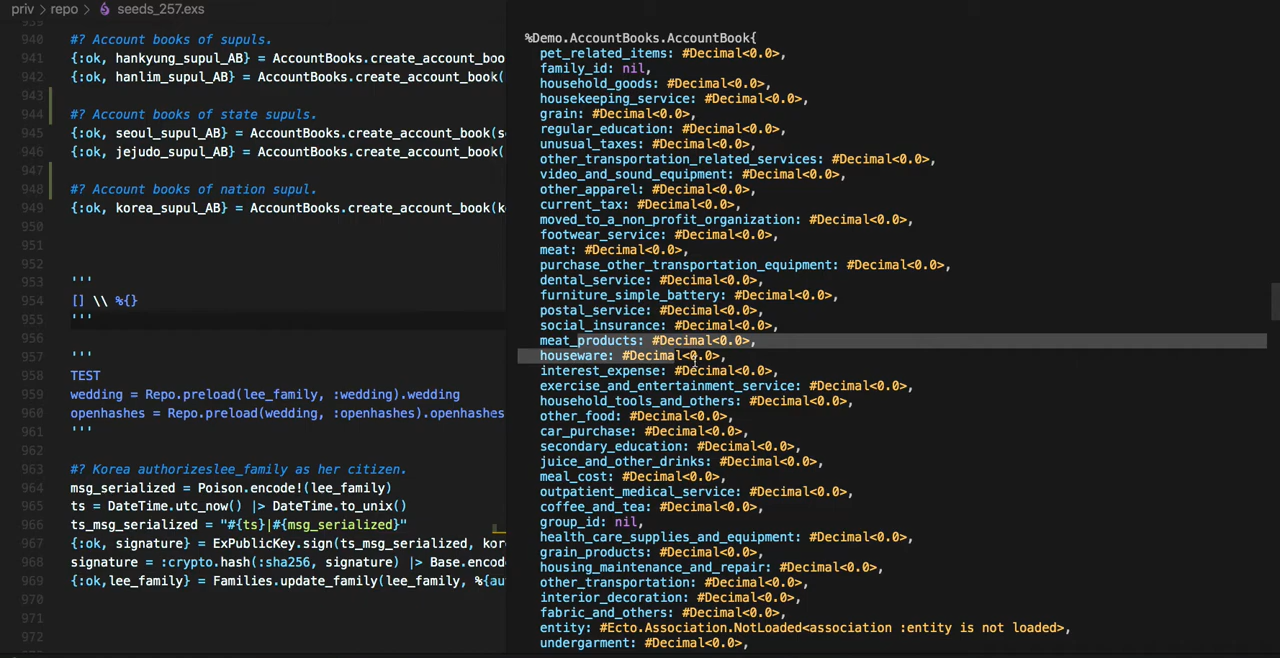 priv > repo > seeds_257.exs
939
940 #? Account books of supuls.
941 {:ok, hankyung_supul_AB} = AccountBooks.create_account_boo
942 {:ok, hanlim_supul_AB} = AccountBooks.create_account_book(
943
944 #? Account books of state supuls.
945 {:ok, seoul_supul_AB} = AccountBooks.create_account_book(se
946 {:ok, jejudo_supul_AB} = AccountBooks.create_account_book(
947
948 #? Account books of nation supul.
949 {:ok, korea_supul_AB} = AccountBooks.create_account_book(k
950
951
952
953 '''
954 [] \\ %{}
955 '''
956
957 '''
958 TEST
959 wedding = Repo.preload(lee_family, :wedding).wedding
960 openhashes = Repo.preload(wedding, :openhashes).openhashes
961 '''
962
963 #? Korea authorizeslee_family as her citizen.
964 msg_serialized = Poison.encode!(lee_family)
965 ts = DateTime.utc_now() |> DateTime.to_unix()
966 ts_msg_serialized = "#{ts}|#{msg_serialized}"
967 {:ok, signature} = ExPublicKey.sign(ts_msg_serialized, kor
968 signature = :crypto.hash(:sha256, signature) |> Base.encod
969 {:ok,lee_family} = Families.update_family(lee_family, %{au
970
971
972
%Demo.AccountBooks.AccountBook{
pet_related_items: #Decimal<0.0>,
family_id: nil,
household_goods: #Decimal<0.0>,
housekeeping_service: #Decimal<0.0>,
grain: #Decimal<0.0>,
regular_education: #Decimal<0.0>,
unusual_taxes: #Decimal<0.0>,
other_transportation_related_services: #Decimal<0.0>,
video_and_sound_equipment: #Decimal<0.0>,
other_apparel: #Decimal<0.0>,
current_tax: #Decimal<0.0>,
moved_to_a_non_profit_organization: #Decimal<0.0>,
footwear_service: #Decimal<0.0>,
meat: #Decimal<0.0>,
purchase_other_transportation_equipment: #Decimal<0.0>,
dental_service: #Decimal<0.0>,
furniture_simple_battery: #Decimal<0.0>,
postal_service: #Decimal<0.0>,
social_insurance: #Decimal<0.0>,
meat_products: #Decimal<0.0>,
houseware: #Decimal<0.0>,
interest_expense: #Decimal<0.0>,
exercise_and_entertainment_service: #Decimal<0.0>,
household_tools_and_others: #Decimal<0.0>,
other_food: #Decimal<0.0>,
car_purchase: #Decimal<0.0>,
secondary_education: #Decimal<0.0>,
juice_and_other_drinks: #Decimal<0.0>,
meal_cost: #Decimal<0.0>,
outpatient_medical_service: #Decimal<0.0>,
coffee_and_tea: #Decimal<0.0>,
group_id: nil,
health_care_supplies_and_equipment: #Decimal<0.0>,
grain_products: #Decimal<0.0>,
housing_maintenance_and_repair: #Decimal<0.0>,
other_transportation: #Decimal<0.0>,
interior_decoration: #Decimal<0.0>,
fabric_and_others: #Decimal<0.0>,
entity: #Ecto.Association.NotLoaded<association :entity is not loaded>,
undergarment: #Decimal<0.0>,